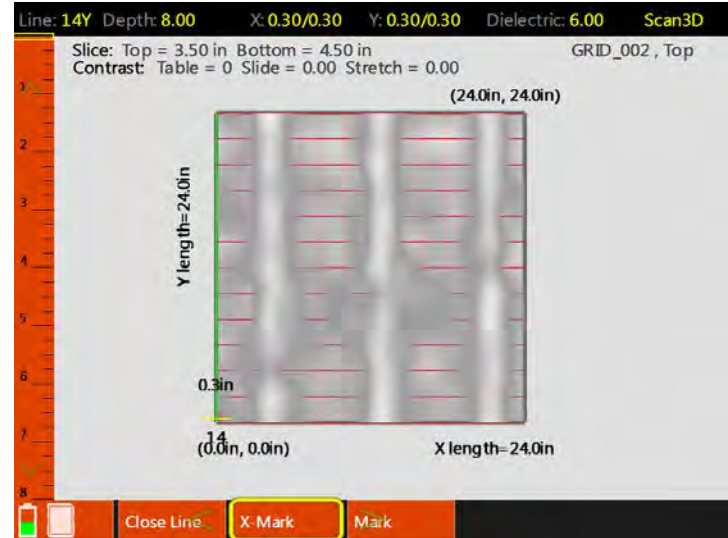 Line: 14Y Depth: 8.00 X: 0.30/0.30 Y: 0.30/0.30 Dielectric: 6.00 Scan3D
Slice: Top = 3.50 in Bottom = 4.50 in GRID_002 , Top
Contrast: Table = 0 Slide = 0.00 Stretch = 0.00
(24.0in, 24.0in)
Y length=24.0in
1
2
3
4
5
6
7
8
0.3in
14
(0.0in, 0.0in) X length=24.0in
Close Line X-Mark Mark